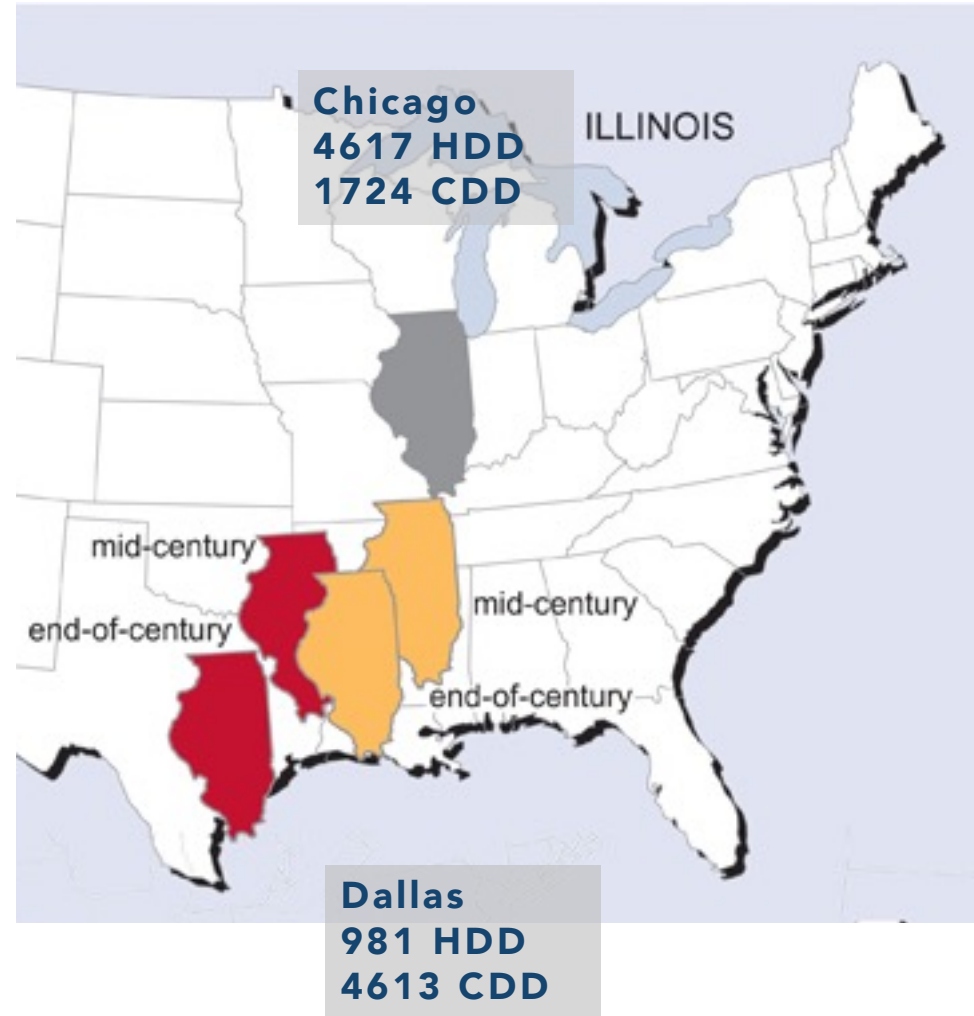 Chicago
4617 HDD
1724 CDD
ILLINOIS
mid-century
end-of-century
mid-century
end-of-century
Dallas
981 HDD
4613 CDD